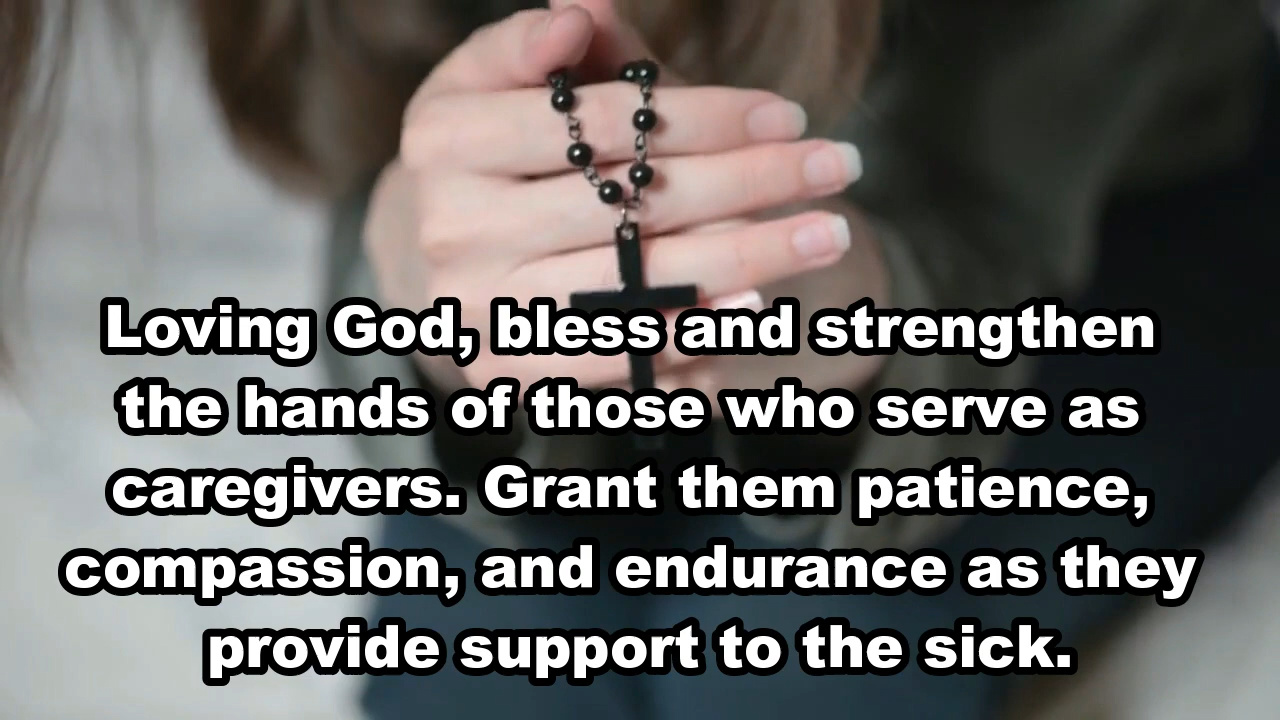 Loving God, bless and strengthen
the hands of those who serve as
caregivers. Grant them patience,
compassion, and endurance as they
provide support to the sick.